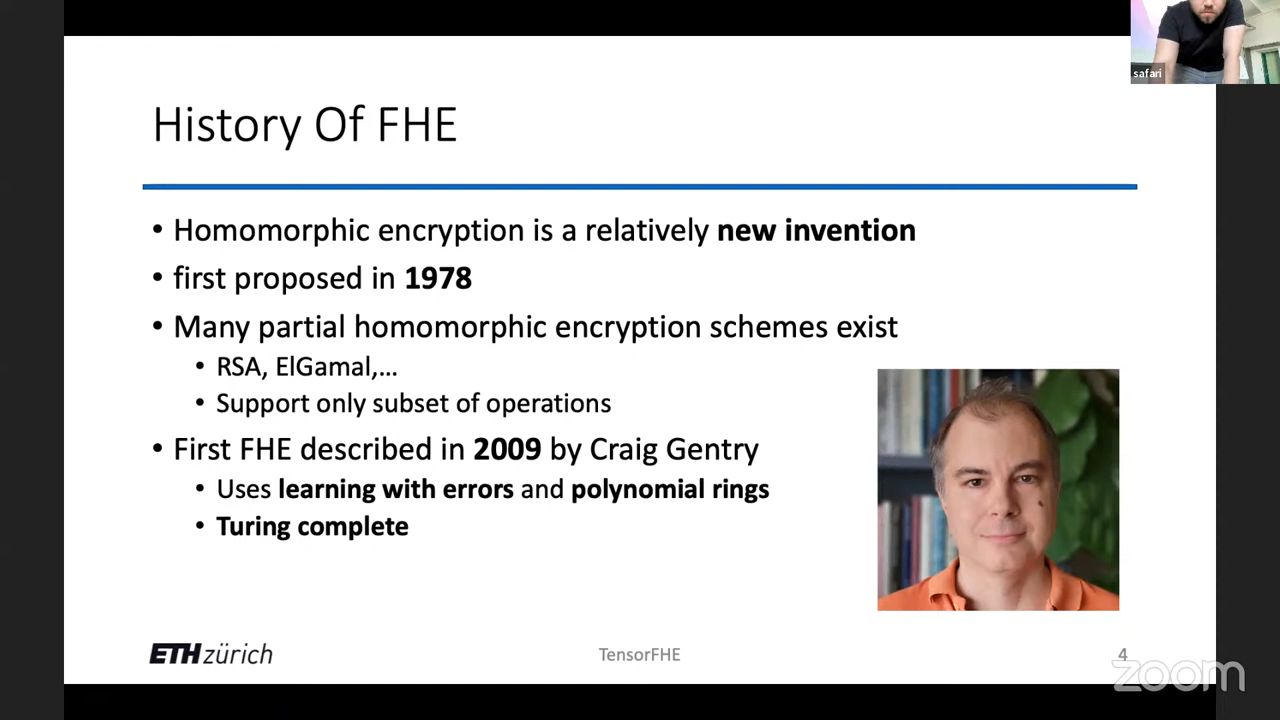 safari
History Of FHE
• Homomorphic encryption is a relatively new invention
• first proposed in 1978
• Many partial homomorphic encryption schemes exist
• RSA, ElGamal,...
• Support only subset of operations
• First FHE described in 2009 by Craig Gentry
• Uses learning with errors and polynomial rings
• Turing complete
ETH zürich
TensorFHE
4
zoom